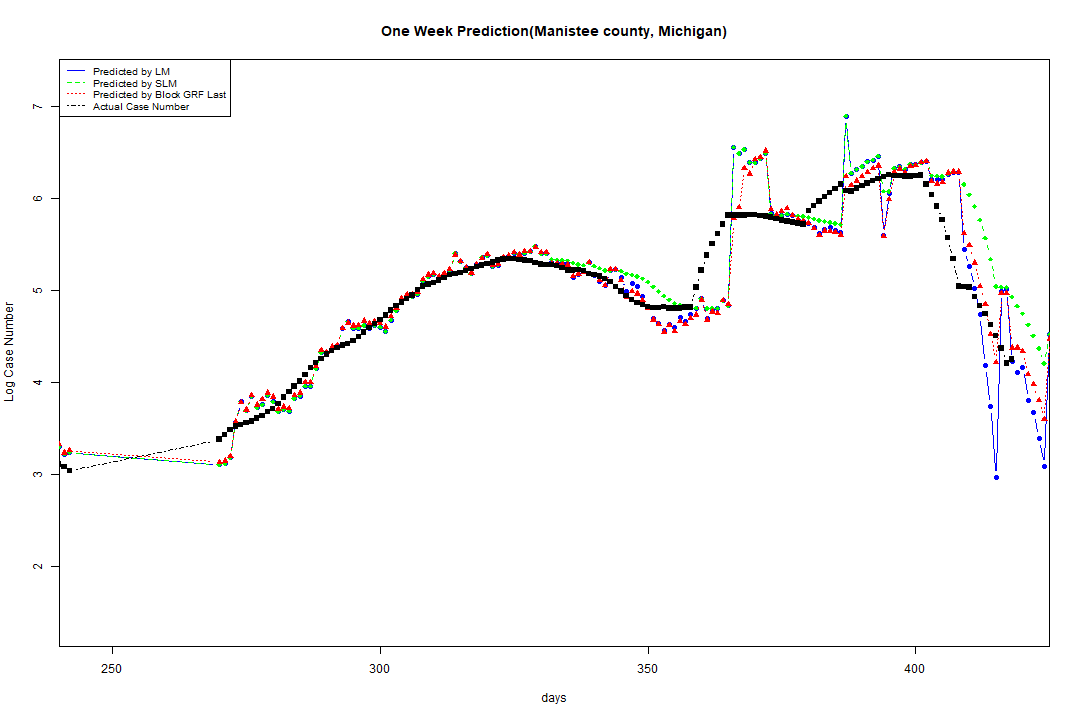 One Week Prediction(Manistee county, Michigan)
Predicted by LM
Predicted by SLM
Predicted by Block GRF Last
Actual Case Number
7
6
5
4
3
2
Log Case Number
250 300 350 400
days